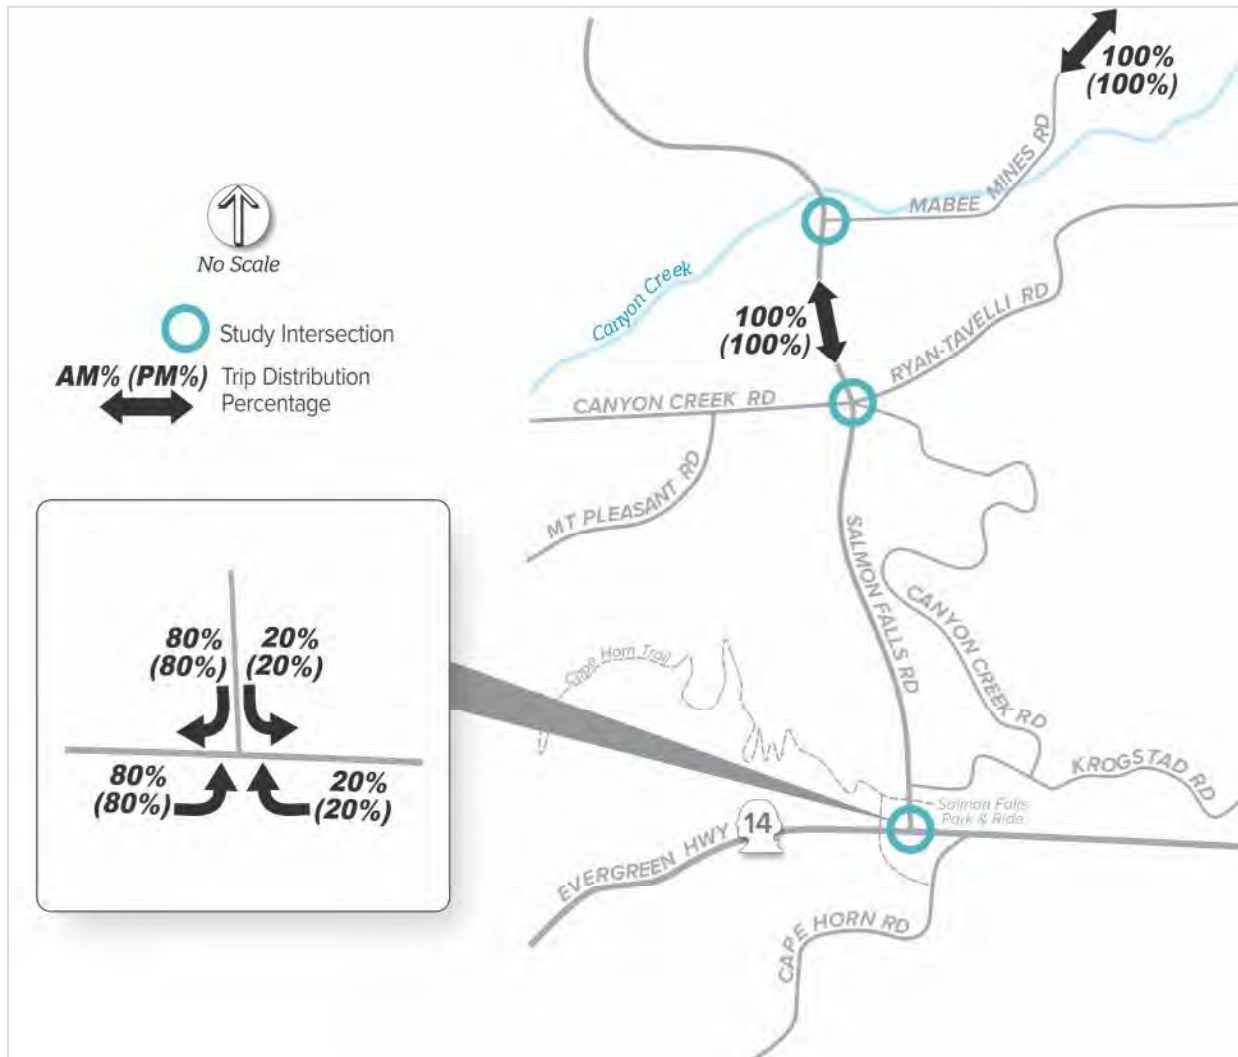 100%
(100%)
MABEE MINES RD
No Scale
Canyon Creek
Study Intersection
100%
(100%)
RYAN-TAVELLI RD
AM% (PM%) Trip Distribution
Percentage
CANYON CREEK RD
MT PLEASANT RD
SALMON FALLS RD
CANYON CREEK RD
80%
(80%)
20%
(20%)
Cape Horn Trail
80%
(80%)
20%
(20%)
KROGSTAD RD
Salmon Falls
Park & Ride
14
EVERGREEN HWY
CAPE HORN RD